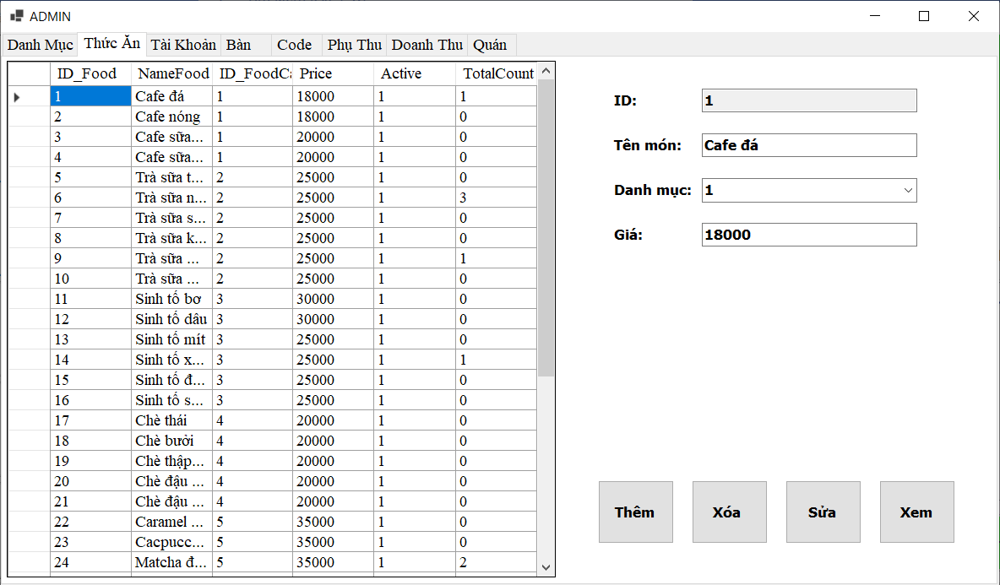 ADMIN
Danh Mục Thức Ăn Tài Khoản Bàn Code Phụ Thu Doanh Thu Quán
ID_Food NameFood ID_FoodCa Price Active TotalCount
1 Cafe đá 1 18000 1 1
2 Cafe nóng 1 18000 1 0
3 Cafe sữa... 1 20000 1 0
4 Cafe sữa... 1 20000 1 0
5 Trà sữa t... 2 25000 1 0
6 Trà sữa n... 2 25000 1 3
7 Trà sữa s... 2 25000 1 0
8 Trà sữa k... 2 25000 1 0
9 Trà sữa ... 2 25000 1 1
10 Trà sữa ... 2 25000 1 0
11 Sinh tố bơ 3 30000 1 0
12 Sinh tố dâu 3 30000 1 0
13 Sinh tố mít 3 25000 1 0
14 Sinh tố x... 3 25000 1 1
15 Sinh tố đ... 3 25000 1 0
16 Sinh tố s... 3 25000 1 0
17 Chè thái 4 20000 1 0
18 Chè bưởi 4 20000 1 0
19 Chè thập... 4 20000 1 0
20 Chè đậu ... 4 20000 1 0
21 Chè đậu ... 4 20000 1 0
22 Caramel ... 5 35000 1 0
23 Cacpucc... 5 35000 1 0
24 Matcha đ... 5 35000 1 2
ID: 1
Tên món: Cafe đá
Danh mục: 1
Giá: 18000
Thêm Xóa Sửa Xem